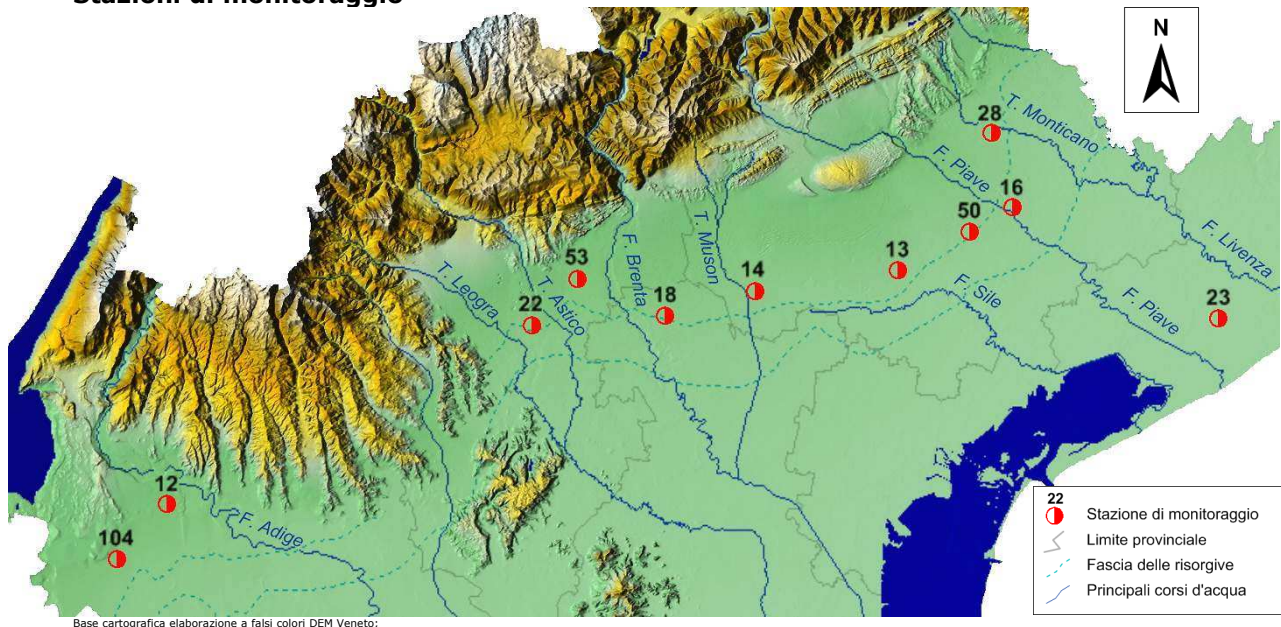 Stazioni di monitoraggio
N
28
T. Monticano
F. Piave
16
50
F. Livenza
53
T. Muson
13
14
F. Brenta
T. Astico
T. Leogra
22
18
F. Sile
F. Piave
23
12
F. Adige
104
22
Stazione di monitoraggio
Limite provinciale
Fascia delle risorgive
Principali corsi d'acqua
Base cartografica elaborazione a falsi colori DEM Veneto: